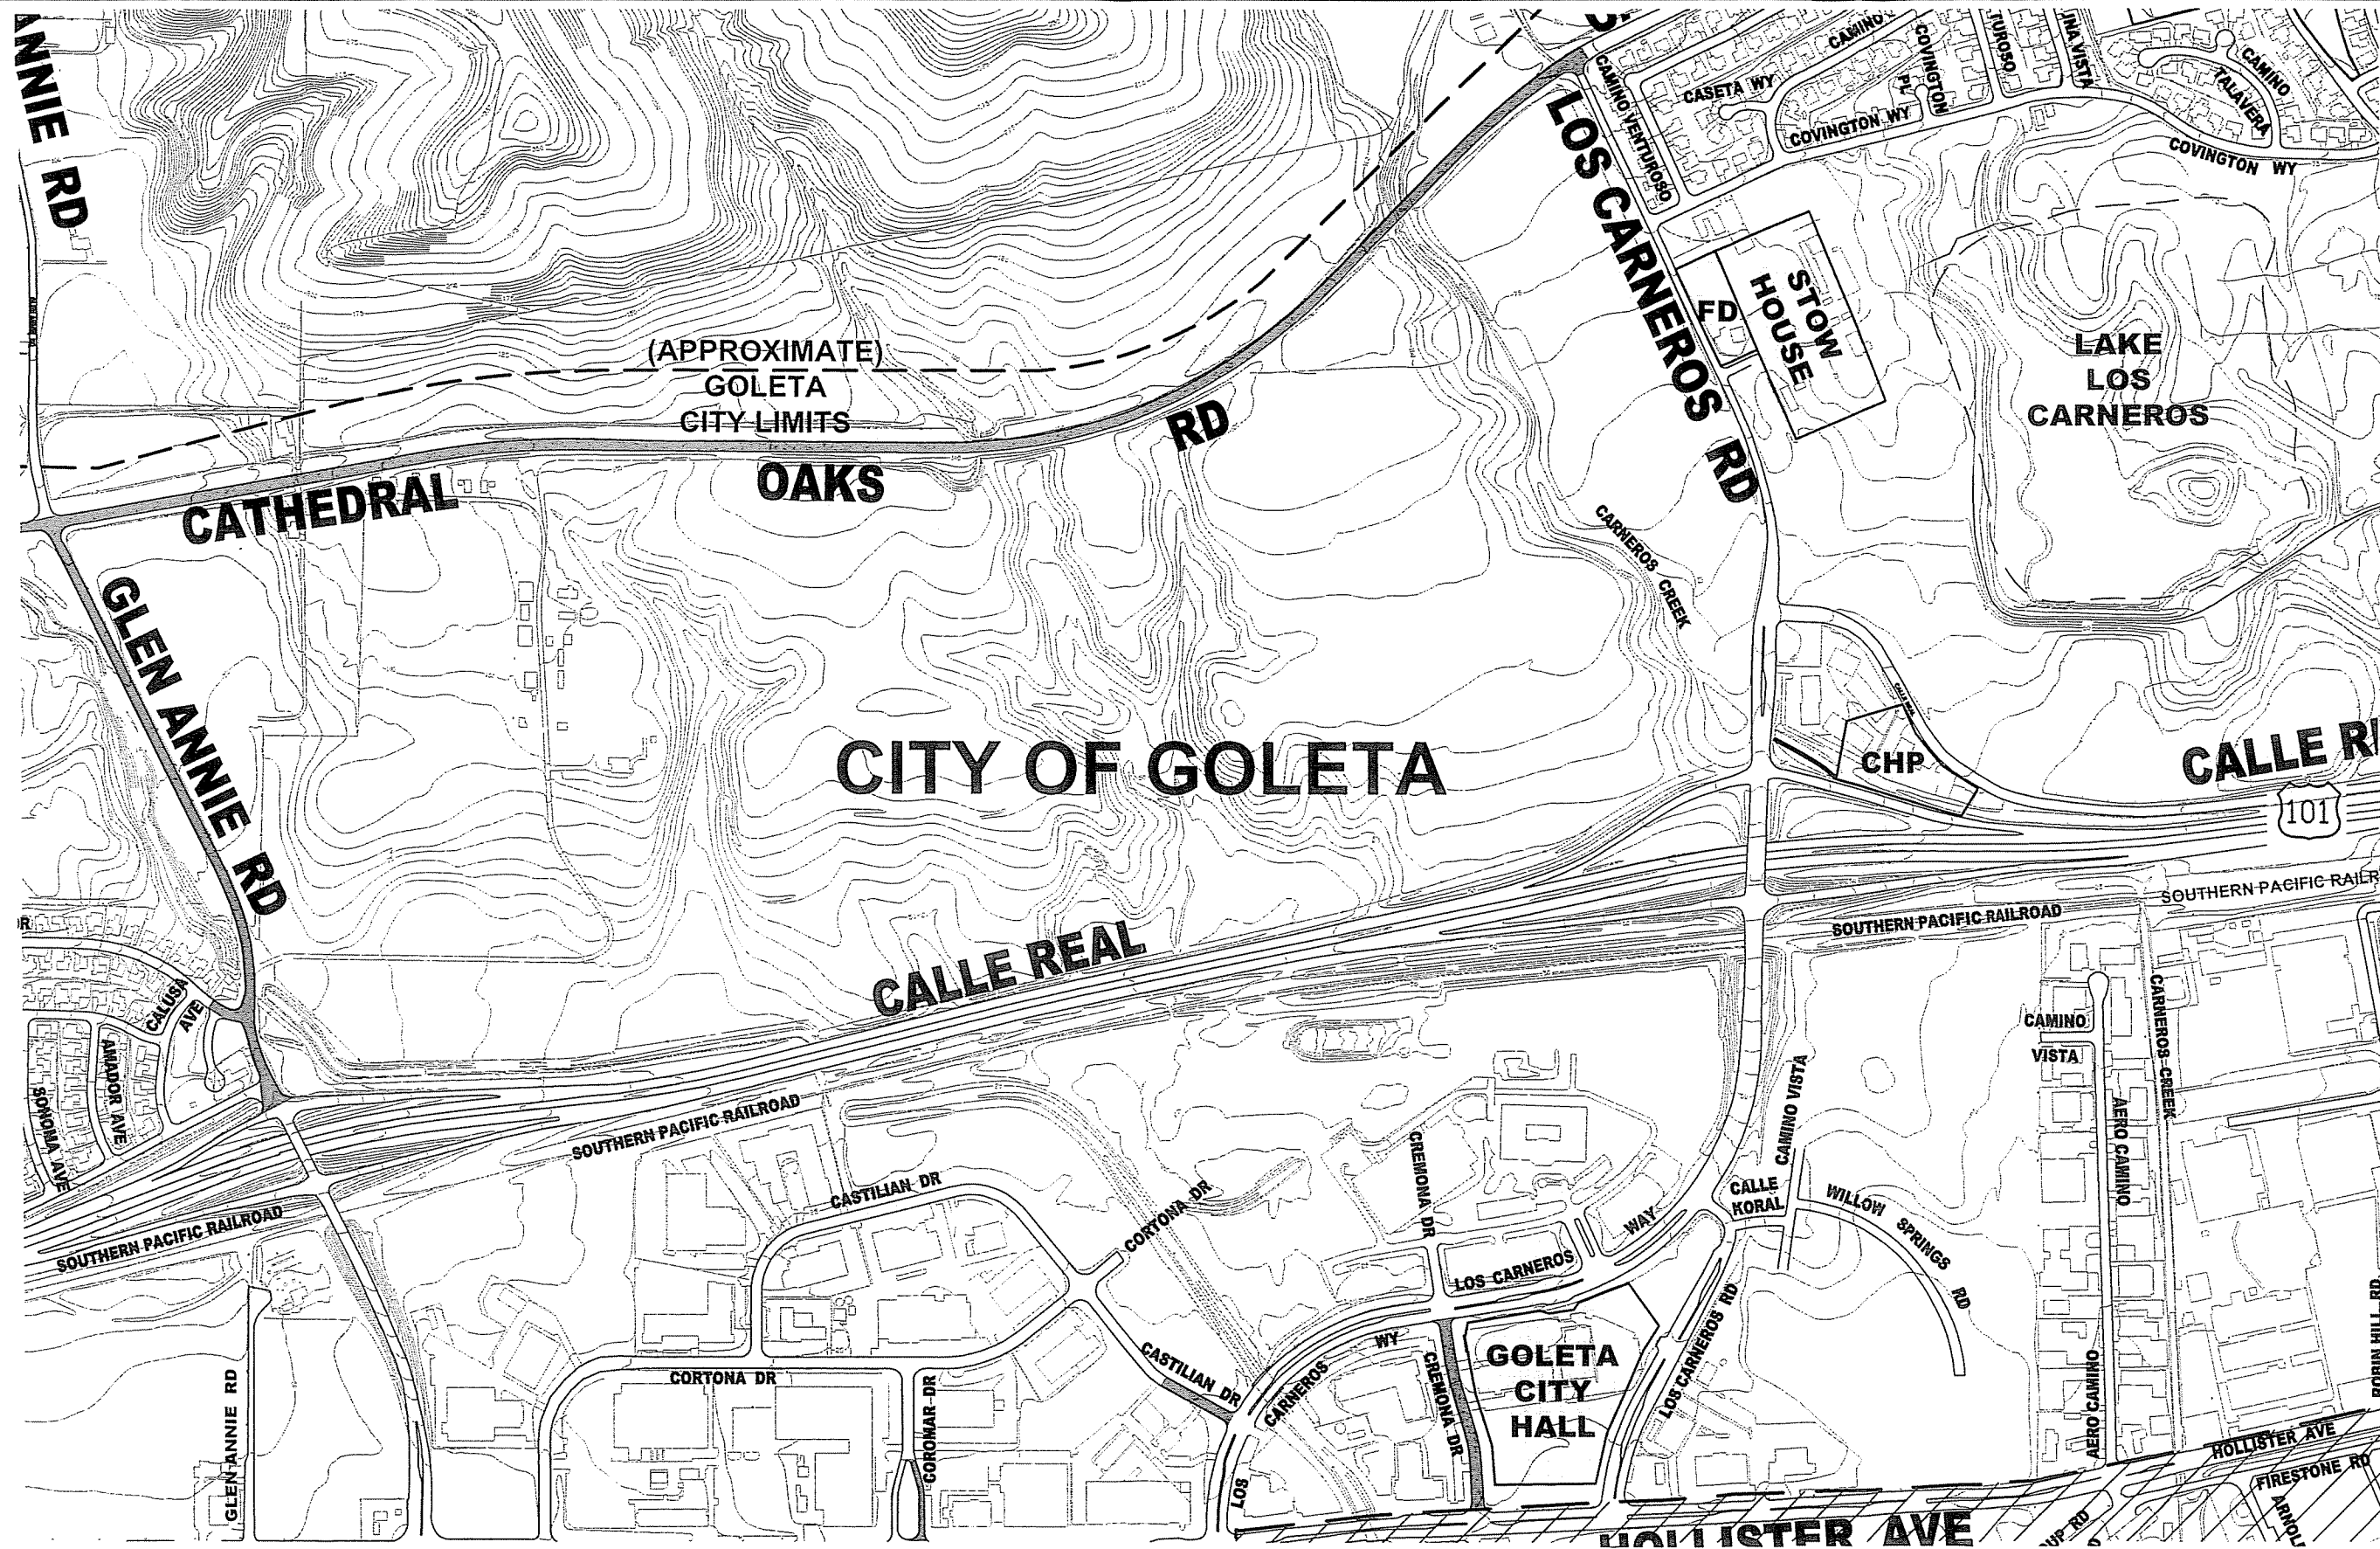 ANNIE RD
CAMINO
COVINGTON
PL
TUROSO
CAMINO
TALAVERA
CASETA WY
CAMINO VENTUROSO
COVINGTON WY
COVINGTON WY
LOS CARNEROS RD
STOW
HOUSE
FD
LAKE
LOS
CARNEROS
(APPROXIMATE)
GOLETA
CITY LIMITS
CATHEDRAL
OAKS
RD
CARNEROS CREEK
GLEN ANNIE RD
CITY OF GOLETA
CHP
CALLE
101
CALLE REAL
SOUTHERN PACIFIC RAILROAD
SOUTHERN PACIFIC RAILR
CALUSA
AVE
AMADOR AVE
SONOMA AVE
SOUTHERN PACIFIC RAILROAD
SOUTHERN PACIFIC RAILROAD
CAMINO
VISTA
CARNEROS CREEK
AERO CAMINO
CAMINO VISTA
CALLE
KORAL
WILLOW SPRINGS RD
CASTILIAN DR
CORTONA DR
CREMONA DR
LOS CARNEROS WAY
GLEN ANNIE RD
CORTONA DR
COROMAR DR
CASTILIAN DR
LOS CARNEROS WY
CREMONA DR
GOLETA
CITY
HALL
LOS CARNEROS RD
AERO CAMINO
ROBIN HILL RD
HOLLISTER AVE
FIRESTONE RD
HOLLISTER AVE